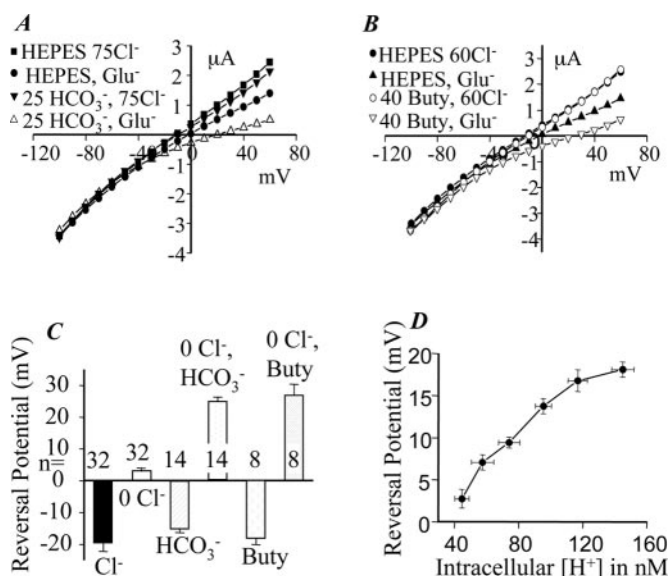 A
HEPES 75Cl⁻
HEPES, Glu⁻
25 HCO₃⁻, 75Cl⁻
25 HCO₃⁻, Glu⁻
3 μA
2
1
-120 -80 -40 0 40 80
mV
-1
-2
-3
-4
B
HEPES 60Cl⁻
HEPES, Glu⁻
40 Buty, 60Cl⁻
40 Buty, Glu⁻
3 μA
2
1
-120 -80 -40 0 40 80
mV
-1
-2
-3
-4
C
Reversal Potential (mV)
30
20
10
0
-10
-20
n= 32 32 14 14 8 8
0 Cl⁻,
HCO₃⁻
0 Cl⁻,
Buty
0 Cl⁻
Cl⁻
HCO₃⁻
Buty
D
Reversal Potential (mV)
20
15
10
5
0
40 80 120 160
Intracellular [H⁺] in nM